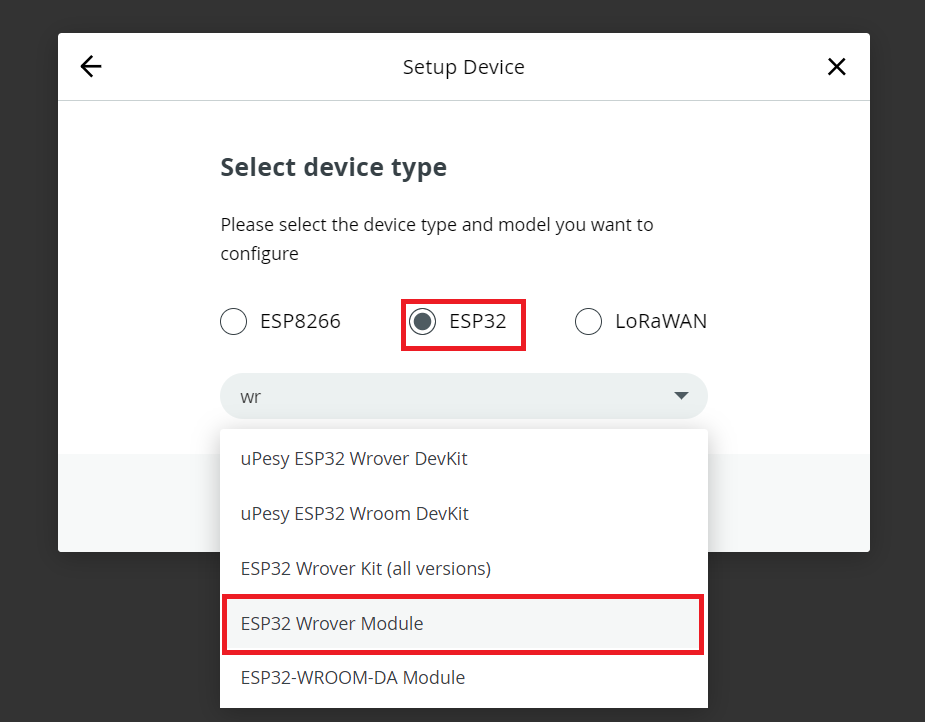 Setup Device
Select device type
Please select the device type and model you want to
configure
ESP8266
ESP32
LoRaWAN
wr
uPesy ESP32 Wrover DevKit
uPesy ESP32 Wroom DevKit
ESP32 Wrover Kit (all versions)
ESP32 Wrover Module
ESP32-WROOM-DA Module